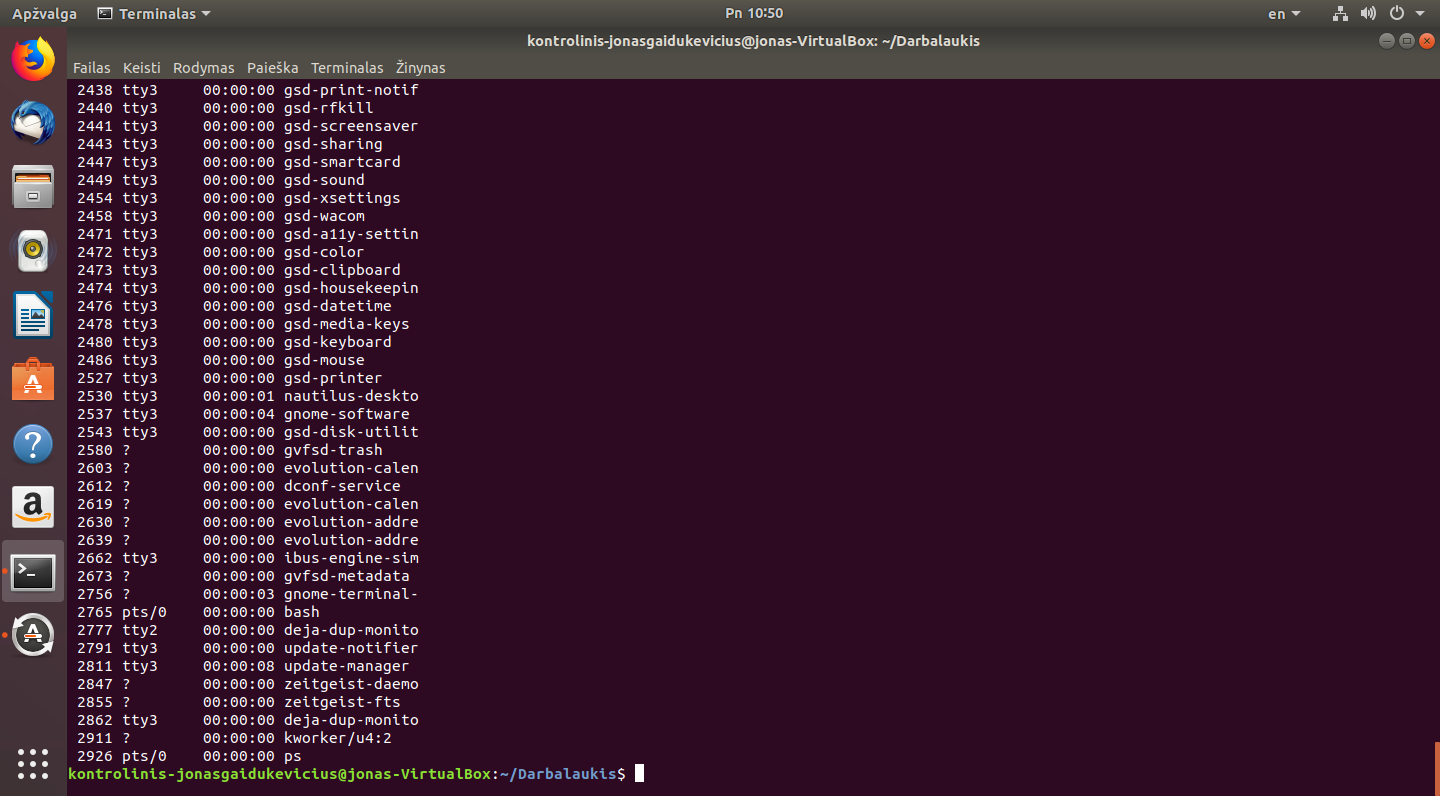 Apžvalga Terminalas Pn 10:50 en
kontrolinis-jonasgaidukevicius@jonas-VirtualBox: ~/Darbalaukis
Failas Keisti Rodymas Paieška Terminalas Žinynas
2438 tty3 00:00:00 gsd-print-notif
2440 tty3 00:00:00 gsd-rfkill
2441 tty3 00:00:00 gsd-screensaver
2443 tty3 00:00:00 gsd-sharing
2447 tty3 00:00:00 gsd-smartcard
2449 tty3 00:00:00 gsd-sound
2454 tty3 00:00:00 gsd-xsettings
2458 tty3 00:00:00 gsd-wacom
2471 tty3 00:00:00 gsd-a11y-settin
2472 tty3 00:00:00 gsd-color
2473 tty3 00:00:00 gsd-clipboard
2474 tty3 00:00:00 gsd-housekeepin
2476 tty3 00:00:00 gsd-datetime
2478 tty3 00:00:00 gsd-media-keys
2480 tty3 00:00:00 gsd-keyboard
2486 tty3 00:00:00 gsd-mouse
2527 tty3 00:00:00 gsd-printer
2530 tty3 00:00:01 nautilus-deskto
2537 tty3 00:00:04 gnome-software
2543 tty3 00:00:00 gsd-disk-utilit
2580 ? 00:00:00 gvfsd-trash
2603 ? 00:00:00 evolution-calen
2612 ? 00:00:00 dconf-service
2619 ? 00:00:00 evolution-calen
2630 ? 00:00:00 evolution-addre
2639 ? 00:00:00 evolution-addre
2662 tty3 00:00:00 ibus-engine-sim
2673 ? 00:00:00 gvfsd-metadata
2756 ? 00:00:03 gnome-terminal-
2765 pts/0 00:00:00 bash
2777 tty2 00:00:00 deja-dup-monito
2791 tty3 00:00:00 update-notifier
2811 tty3 00:00:08 update-manager
2847 ? 00:00:00 zeitgeist-daemo
2855 ? 00:00:00 zeitgeist-fts
2862 tty3 00:00:00 deja-dup-monito
2911 ? 00:00:00 kworker/u4:2
2926 pts/0 00:00:00 ps
kontrolinis-jonasgaidukevicius@jonas-VirtualBox:~/Darbalaukis$